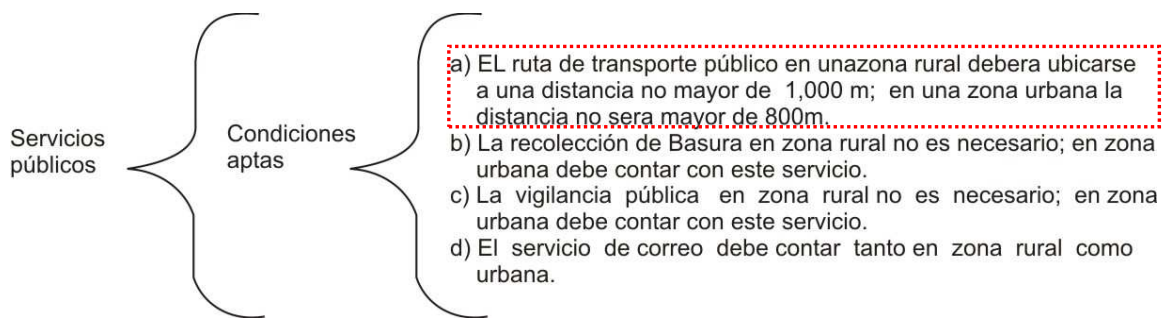 Servicios
públicos
Condiciones
aptas
a) EL ruta de transporte público en unazona rural debera ubicarse
a una distancia no mayor de 1,000 m; en una zona urbana la
distancia no sera mayor de 800m.
b) La recolección de Basura en zona rural no es necesario; en zona
urbana debe contar con este servicio.
c) La vigilancia pública en zona rural no es necesario; en zona
urbana debe contar con este servicio.
d) El servicio de correo debe contar tanto en zona rural como
urbana.